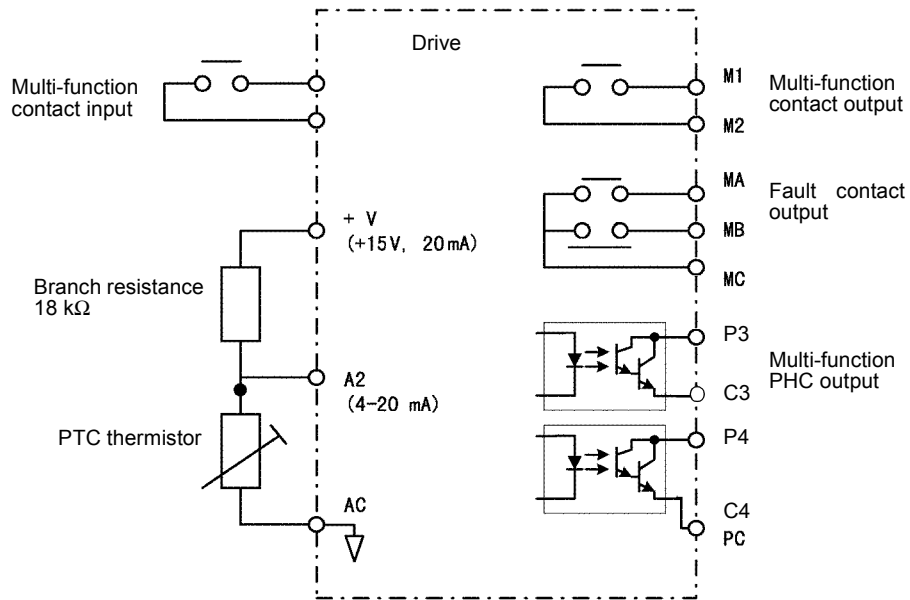 Drive
Multi-function
contact input
M1
M2
Multi-function
contact output
MA
MB
MC
Fault contact
output
+ V
(+15V, 20mA)
Branch resistance
18 kΩ
A2
(4-20 mA)
PTC thermistor
AC
P3
C3
Multi-function
PHC output
P4
C4
PC